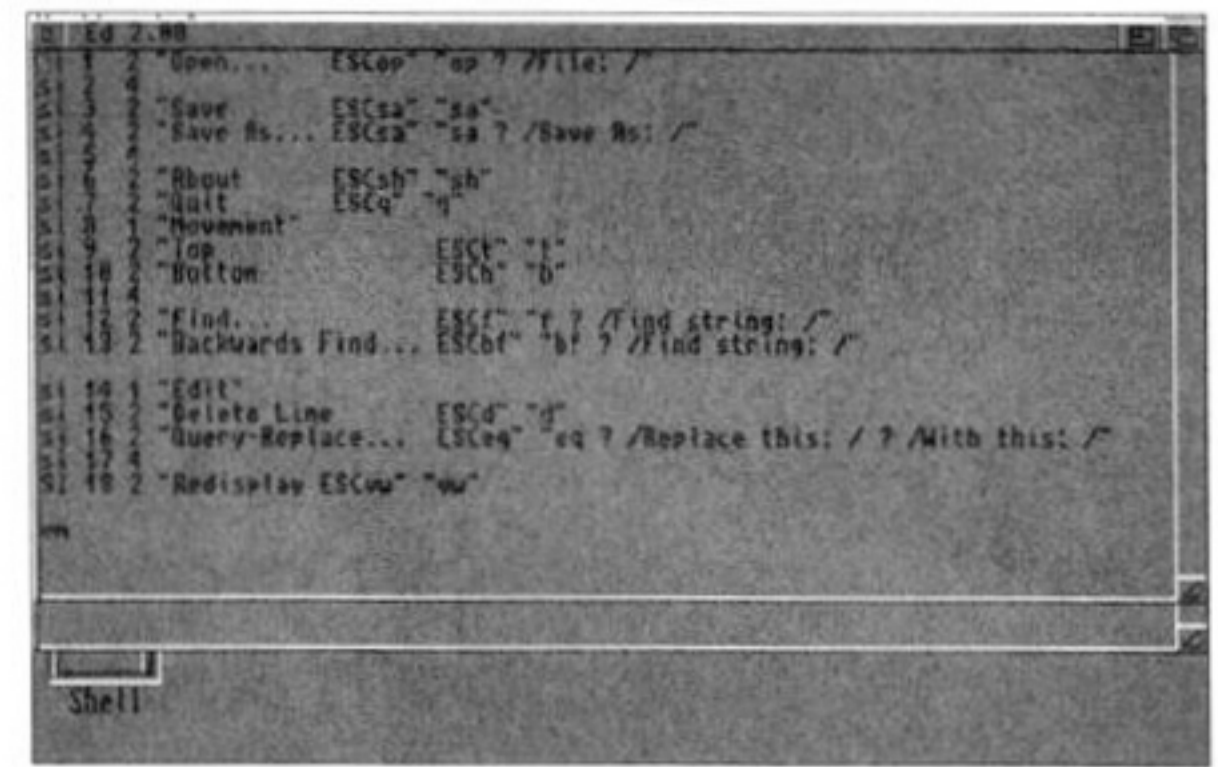 Ed 2.00
si 1 2 "Open... ESCop" "op ? /File: /"
si 2 4
si 3 2 "Save ESCsa" "sa"
si 2 "Save As... ESCsa" "sa ? /Save As: /"
si 4
si 6 2 "About ESCsh" "sh"
si 7 2 "Quit ESCq" "q"
si 8 1 "Movement"
si 9 2 "Top ESCt" "t"
si 10 2 "Bottom ESCb" "b"
si 11 4
si 12 2 "Find... ESCf" "f ? /Find string: /"
si 13 2 "Backwards Find... ESCbf" "bf ? /Find string: /"
si 14 1 "Edit"
si 15 2 "Delete Line ESCd" "d"
si 16 2 "Query-Replace... ESCeq" "eq ? /Replace this: / ? /With this: /"
si 17 4
si 2 "Redisplay ESCvw" "vw"
Shell